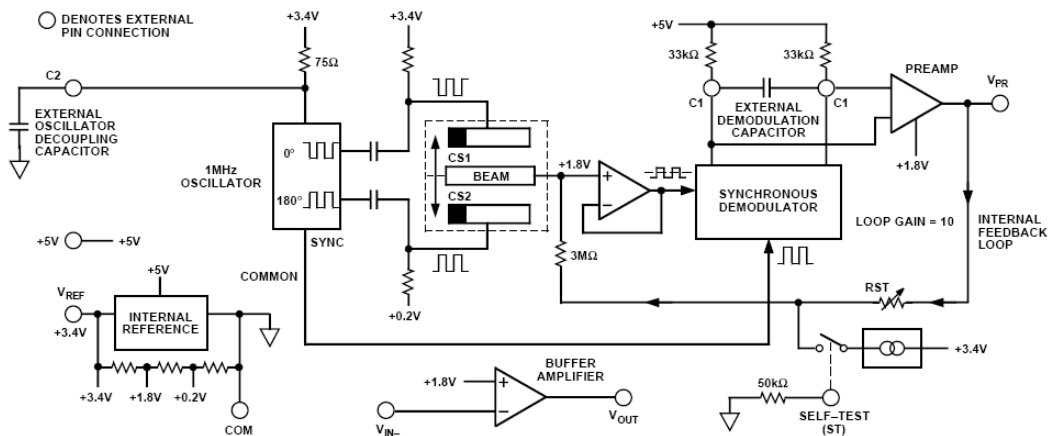 DENOTES EXTERNAL
PIN CONNECTION
+3.4V
+3.4V
+5V
75Ω
33kΩ
33kΩ
PREAMP
C2
V_PR
C1
C1
EXTERNAL
DEMODULATION
CAPACITOR
EXTERNAL
OSCILLATOR
DECOUPLING
CAPACITOR
+1.8V
0°
CS1
BEAM
CS2
+1.8V
+
–
1MHz
OSCILLATOR
180°
SYNC
SYNCHRONOUS
DEMODULATOR
LOOP GAIN = 10
INTERNAL
FEEDBACK
LOOP
+5V
+5V
COMMON
3MΩ
RST
+0.2V
+5V
V_REF
+3.4V
INTERNAL
REFERENCE
+3.4V
+3.4V
+1.8V
+0.2V
COM
BUFFER
AMPLIFIER
+1.8V
+
–
V_IN–
V_OUT
50kΩ
SELF–TEST
(ST)